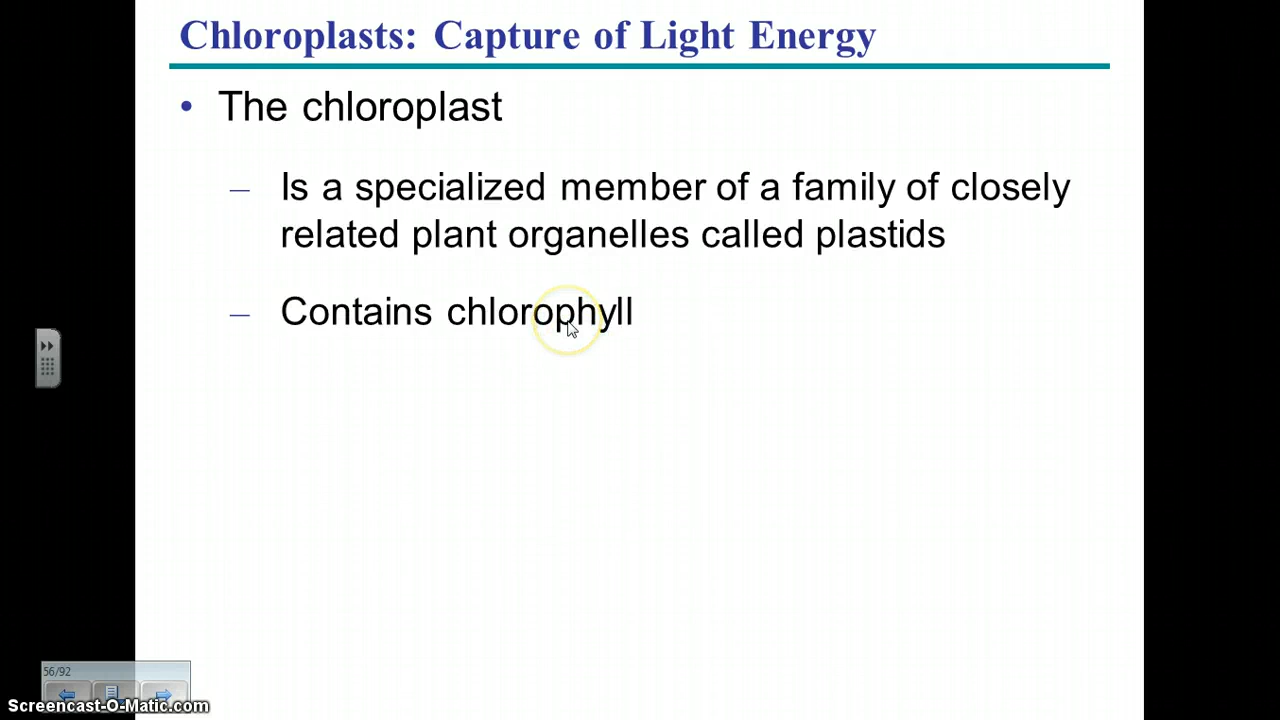 Chloroplasts: Capture of Light Energy
• The chloroplast
– Is a specialized member of a family of closely
related plant organelles called plastids
– Contains chlorophyll
56/92
Screencast-O-Matic.com